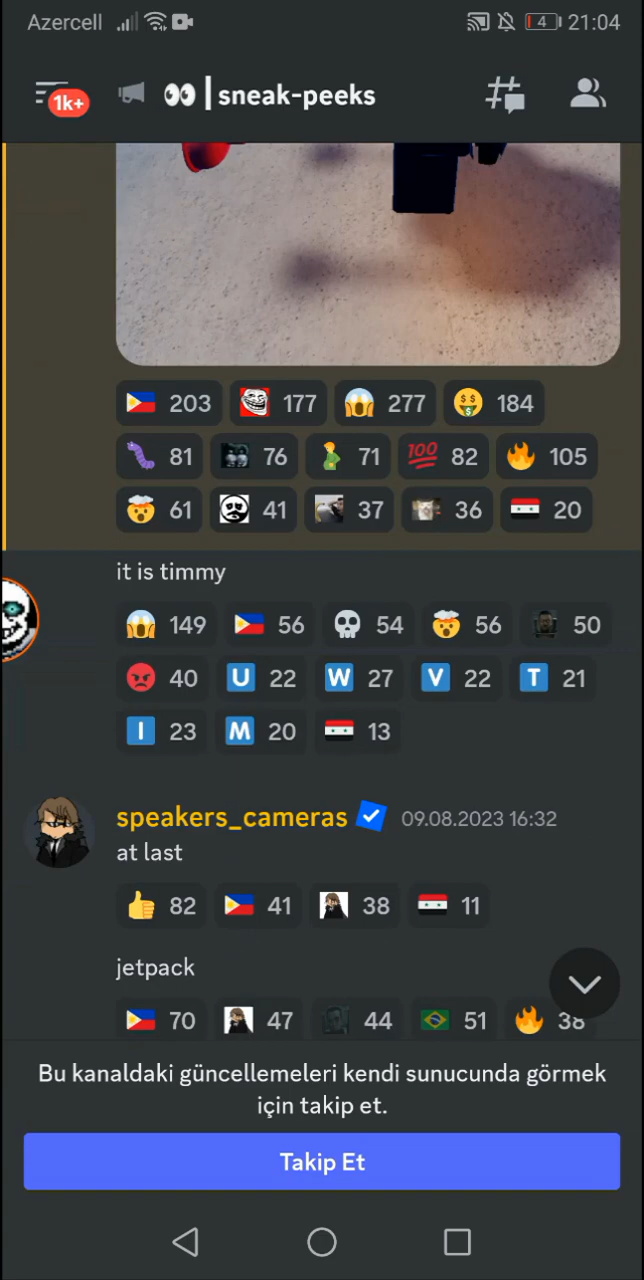 Azercell 4 21:04
1k+ | sneak-peeks
203 177 277 184
81 76 71 100 82 105
61 41 37 36 20
it is timmy
149 56 54 56 50
40 U 22 W 27 V 22 T 21
I 23 M 20 13
speakers_cameras 09.08.2023 16:32
at last
82 41 38 11
jetpack
70 47 44 51 38
Bu kanaldaki güncellemeleri kendi sunucunda görmek
için takip et.
Takip Et